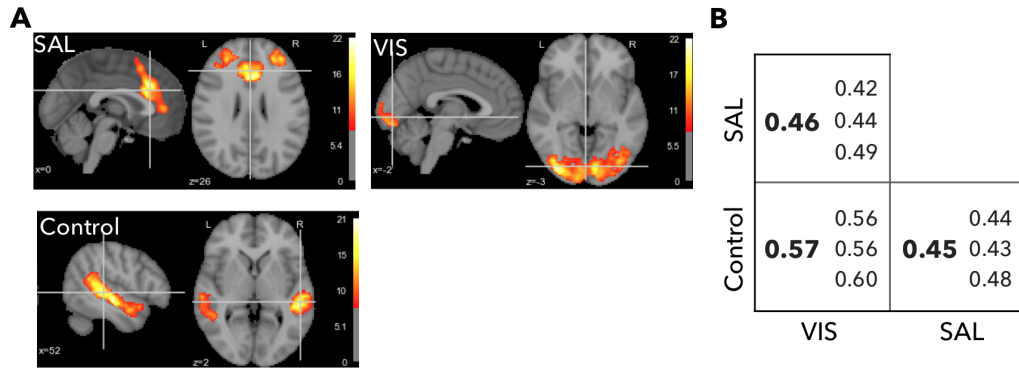 A
SAL
L
R
22
16
11
5.4
0
x=0
z=26
VIS
L
R
22
17
11
5.5
0
x=-2
z=-3
Control
L
R
21
15
10
5.1
0
x=52
z=2
B
SAL
0.46
0.42
0.44
0.49
Control
0.57
0.56
0.56
0.60
0.45
0.44
0.43
0.48
VIS
SAL